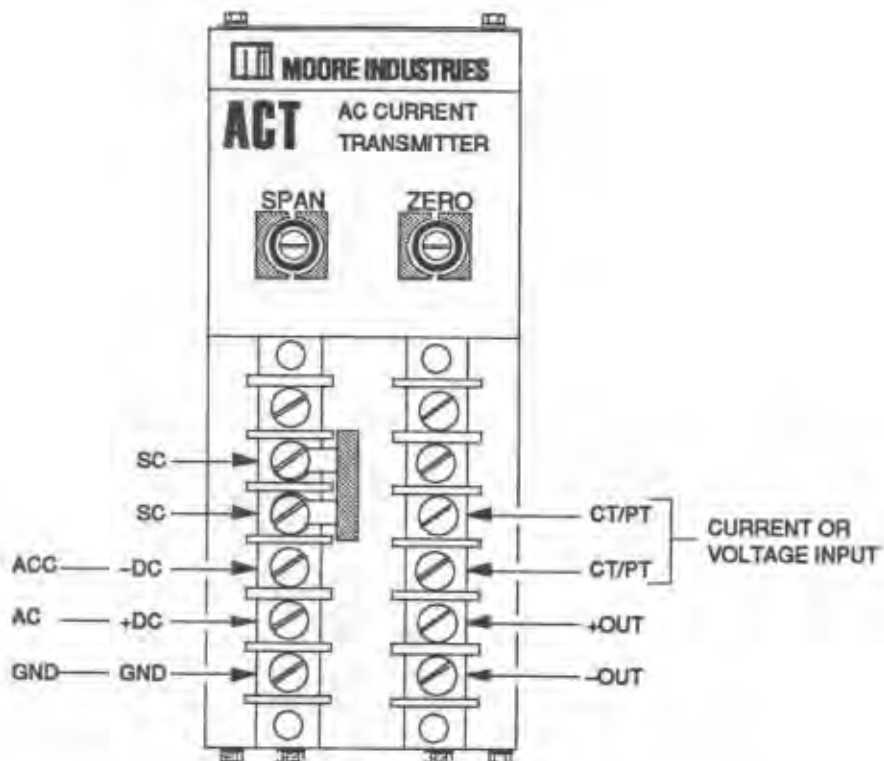 MOORE INDUSTRIES
ACT
AC CURRENT
TRANSMITTER
SPAN ZERO
SC
SC
ACC –DC
AC +DC
GND GND
CT/PT
CT/PT
CURRENT OR
VOLTAGE INPUT
+OUT
–OUT